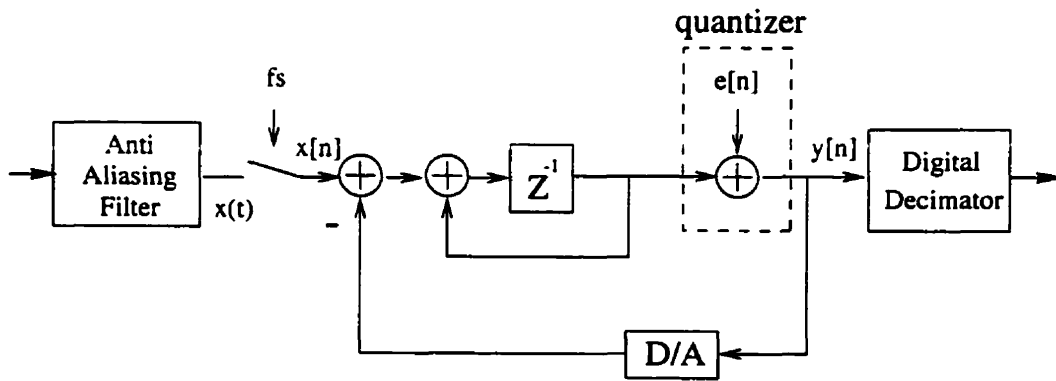 quantizer
fs
e[n]
Anti
Aliasing
Filter
x(t)
x[n]
-
Z^-1
y[n]
Digital
Decimator
D/A